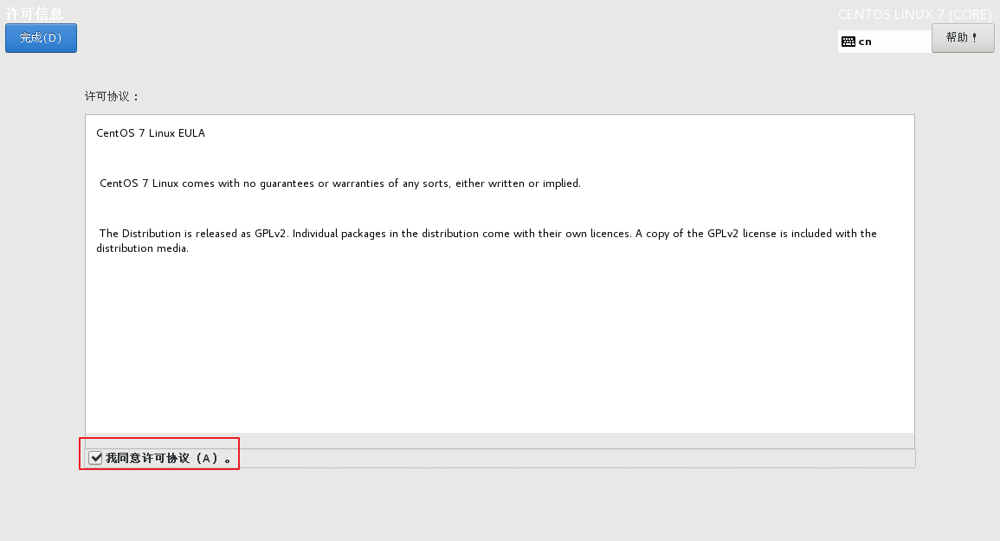 许可信息
CENTOS LINUX 7 (CORE)
完成(D)
cn
帮助！
许可协议：
CentOS 7 Linux EULA
CentOS 7 Linux comes with no guarantees or warranties of any sorts, either written or implied.
The Distribution is released as GPLv2. Individual packages in the distribution come with their own licences. A copy of the GPLv2 license is included with the
distribution media.
我同意许可协议（A）。